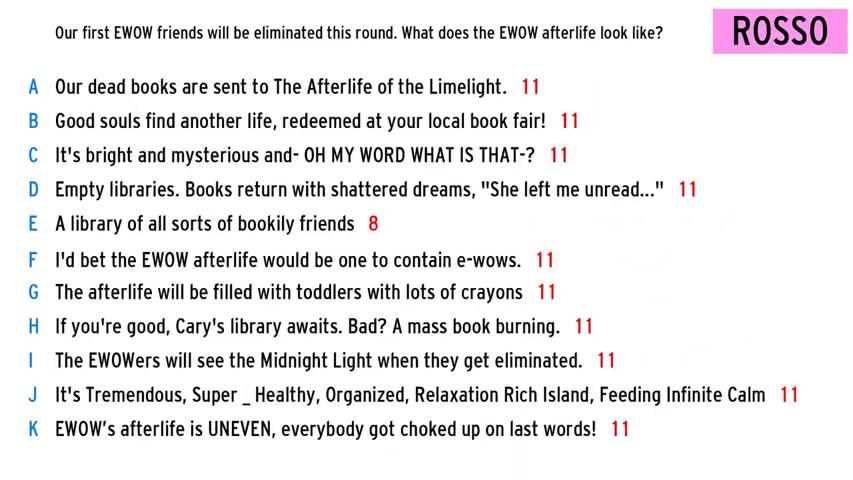 Our first EWOW friends will be eliminated this round. What does the EWOW afterlife look like?
ROSSO
A Our dead books are sent to The Afterlife of the Limelight. 11
B Good souls find another life, redeemed at your local book fair! 11
C It's bright and mysterious and- OH MY WORD WHAT IS THAT-? 11
D Empty libraries. Books return with shattered dreams, "She left me unread..." 11
E A library of all sorts of bookily friends 8
F I'd bet the EWOW afterlife would be one to contain e-wows. 11
G The afterlife will be filled with toddlers with lots of crayons 11
H If you're good, Cary's library awaits. Bad? A mass book burning. 11
I The EWOWers will see the Midnight Light when they get eliminated. 11
J It's Tremendous, Super _ Healthy, Organized, Relaxation Rich Island, Feeding Infinite Calm 11
K EWOW’s afterlife is UNEVEN, everybody got choked up on last words! 11